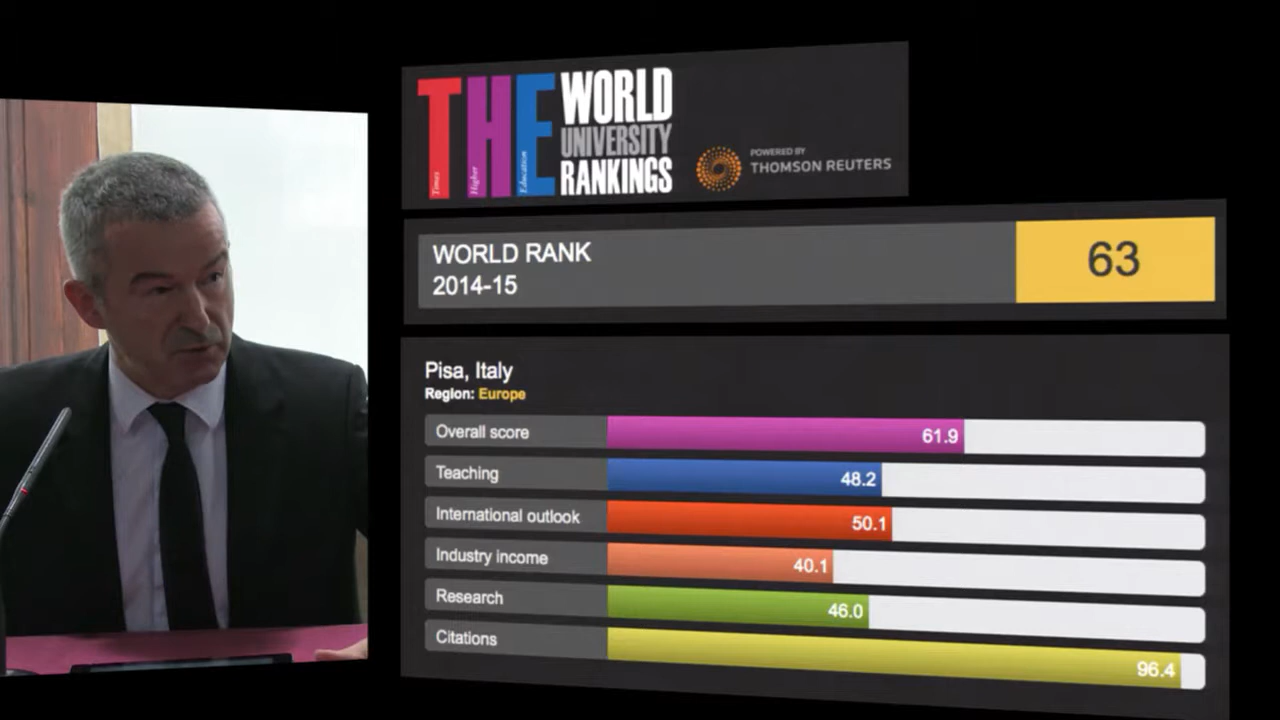 THE WORLD
UNIVERSITY
RANKINGS
Times Higher Education
POWERED BY
THOMSON REUTERS
WORLD RANK
2014-15
63
Pisa, Italy
Region: Europe
Overall score 61.9
Teaching 48.2
International outlook 50.1
Industry income 40.1
Research 46.0
Citations 96.4